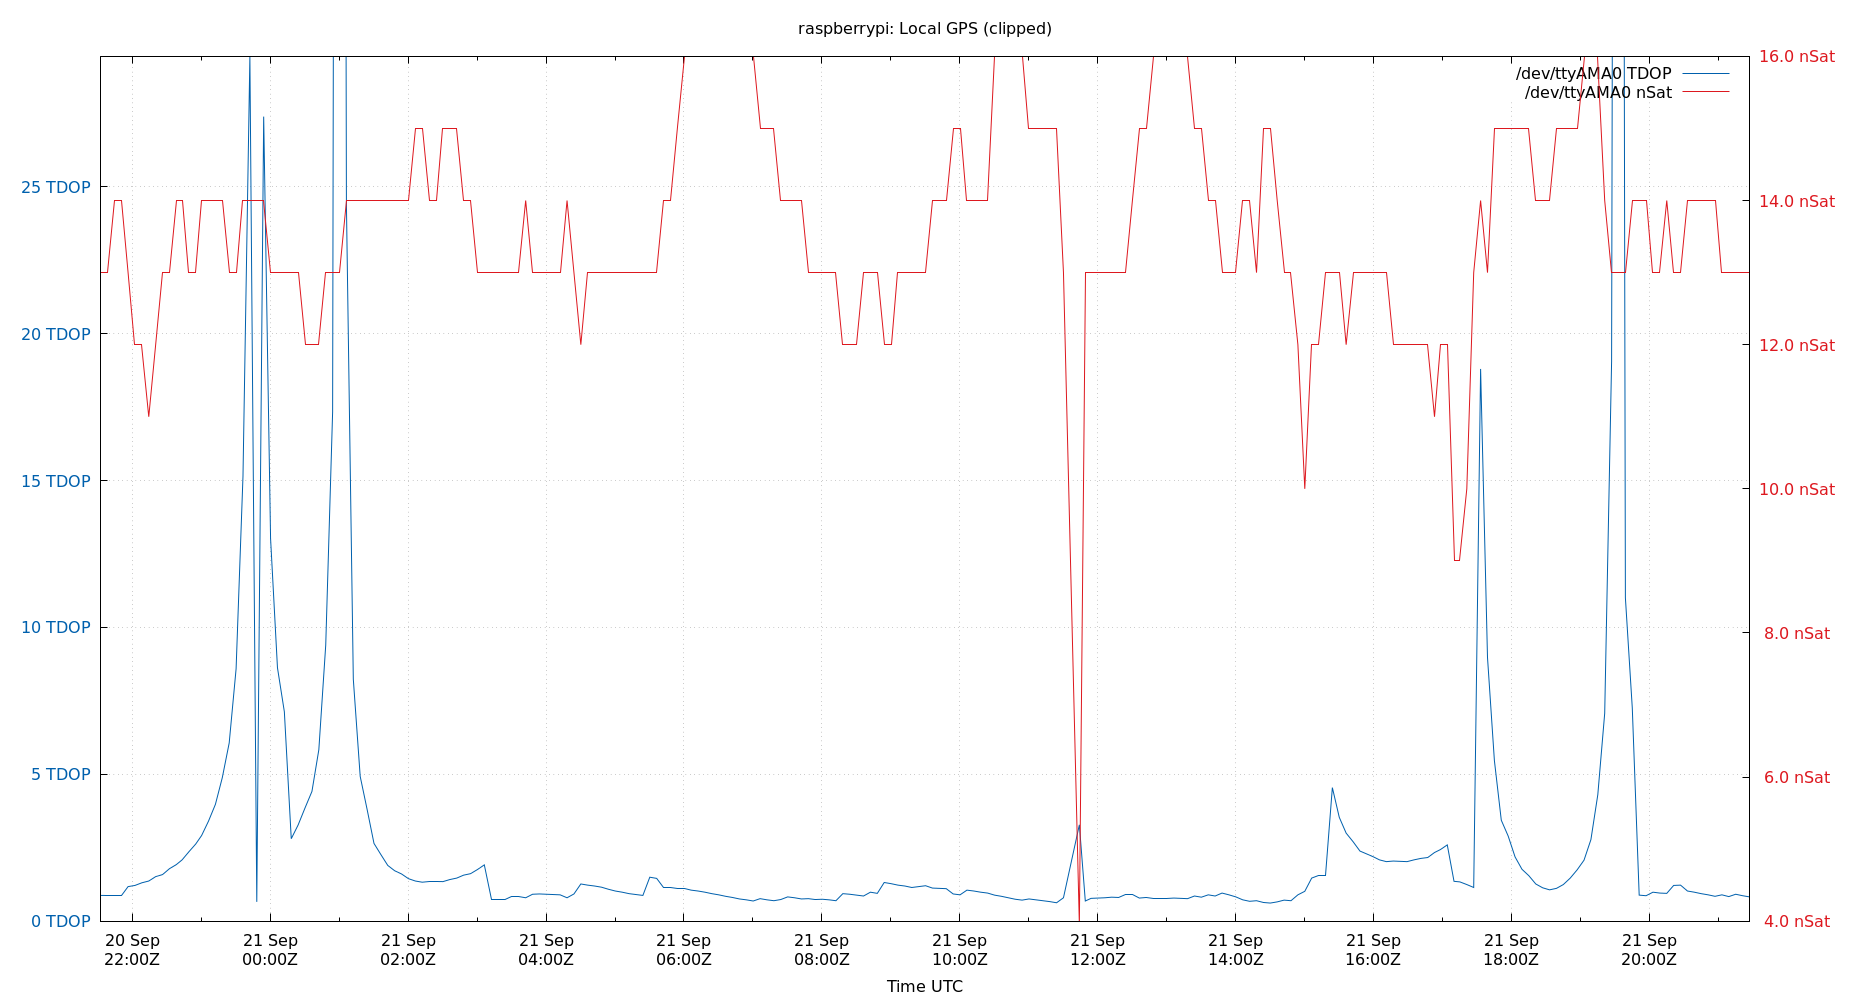 raspberrypi: Local GPS (clipped)
/dev/ttyAMA0 TDOP
/dev/ttyAMA0 nSat
25 TDOP
20 TDOP
15 TDOP
10 TDOP
5 TDOP
0 TDOP
16.0 nSat
14.0 nSat
12.0 nSat
10.0 nSat
8.0 nSat
6.0 nSat
4.0 nSat
20 Sep
22:00Z
21 Sep
00:00Z
21 Sep
02:00Z
21 Sep
04:00Z
21 Sep
06:00Z
21 Sep
08:00Z
21 Sep
10:00Z
21 Sep
12:00Z
21 Sep
14:00Z
21 Sep
16:00Z
21 Sep
18:00Z
21 Sep
20:00Z
Time UTC